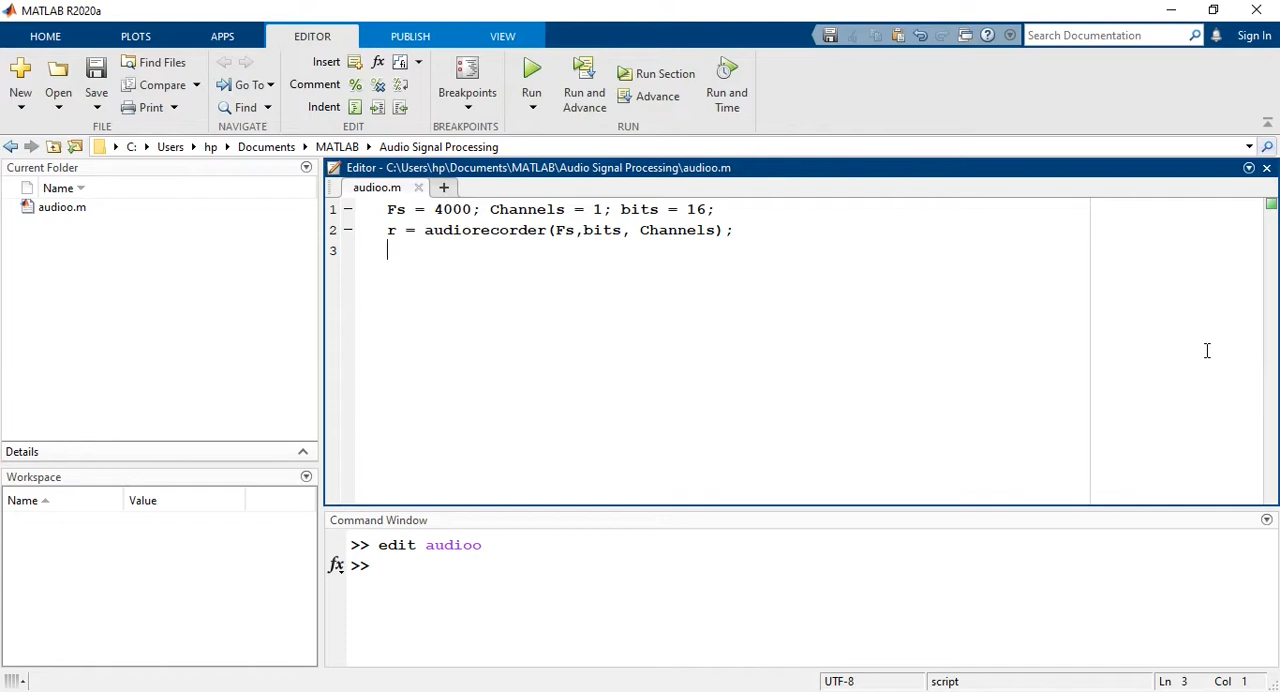 MATLAB R2020a
HOME PLOTS APPS EDITOR PUBLISH VIEW Search Documentation Sign In
New Open Save Find Files Compare Print Go To Find Insert fx Comment % Indent Breakpoints Run Run and Advance Run Section Advance Run and Time
FILE NAVIGATE EDIT BREAKPOINTS RUN
C: Users hp Documents MATLAB Audio Signal Processing
Current Folder
Name
audioo.m
Details
Workspace
Name Value
Editor - C:\Users\hp\Documents\MATLAB\Audio Signal Processing\audioo.m
audioo.m
1 Fs = 4000; Channels = 1; bits = 16;
2 r = audiorecorder(Fs,bits, Channels);
3
Command Window
>> edit audioo
fx >>
UTF-8 script Ln 3 Col 1